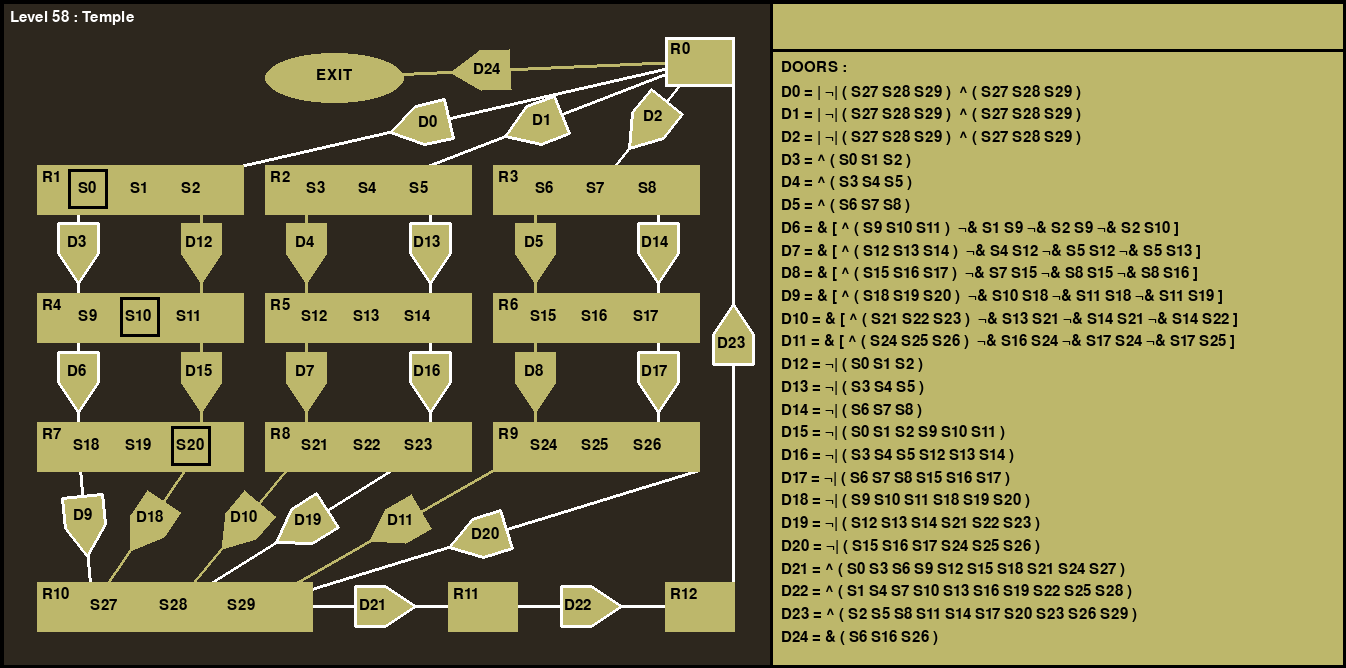 Level 58 : Temple
R0
EXIT
D24
D0
D1
D2
R1 S0 S1 S2
R2 S3 S4 S5
R3 S6 S7 S8
D3
D12
D4
D13
D5
D14
R4 S9 S10 S11
R5 S12 S13 S14
R6 S15 S16 S17
D23
D6
D15
D7
D16
D8
D17
R7 S18 S19 S20
R8 S21 S22 S23
R9 S24 S25 S26
D9
D18
D10
D19
D11
D20
R10 S27 S28 S29
D21
R11
D22
R12
DOORS :
D0 = | ¬| ( S27 S28 S29 ) ^ ( S27 S28 S29 )
D1 = | ¬| ( S27 S28 S29 ) ^ ( S27 S28 S29 )
D2 = | ¬| ( S27 S28 S29 ) ^ ( S27 S28 S29 )
D3 = ^ ( S0 S1 S2 )
D4 = ^ ( S3 S4 S5 )
D5 = ^ ( S6 S7 S8 )
D6 = & [ ^ ( S9 S10 S11 ) ¬& S1 S9 ¬& S2 S9 ¬& S2 S10 ]
D7 = & [ ^ ( S12 S13 S14 ) ¬& S4 S12 ¬& S5 S12 ¬& S5 S13 ]
D8 = & [ ^ ( S15 S16 S17 ) ¬& S7 S15 ¬& S8 S15 ¬& S8 S16 ]
D9 = & [ ^ ( S18 S19 S20 ) ¬& S10 S18 ¬& S11 S18 ¬& S11 S19 ]
D10 = & [ ^ ( S21 S22 S23 ) ¬& S13 S21 ¬& S14 S21 ¬& S14 S22 ]
D11 = & [ ^ ( S24 S25 S26 ) ¬& S16 S24 ¬& S17 S24 ¬& S17 S25 ]
D12 = ¬| ( S0 S1 S2 )
D13 = ¬| ( S3 S4 S5 )
D14 = ¬| ( S6 S7 S8 )
D15 = ¬| ( S0 S1 S2 S9 S10 S11 )
D16 = ¬| ( S3 S4 S5 S12 S13 S14 )
D17 = ¬| ( S6 S7 S8 S15 S16 S17 )
D18 = ¬| ( S9 S10 S11 S18 S19 S20 )
D19 = ¬| ( S12 S13 S14 S21 S22 S23 )
D20 = ¬| ( S15 S16 S17 S24 S25 S26 )
D21 = ^ ( S0 S3 S6 S9 S12 S15 S18 S21 S24 S27 )
D22 = ^ ( S1 S4 S7 S10 S13 S16 S19 S22 S25 S28 )
D23 = ^ ( S2 S5 S8 S11 S14 S17 S20 S23 S26 S29 )
D24 = & ( S6 S16 S26 )